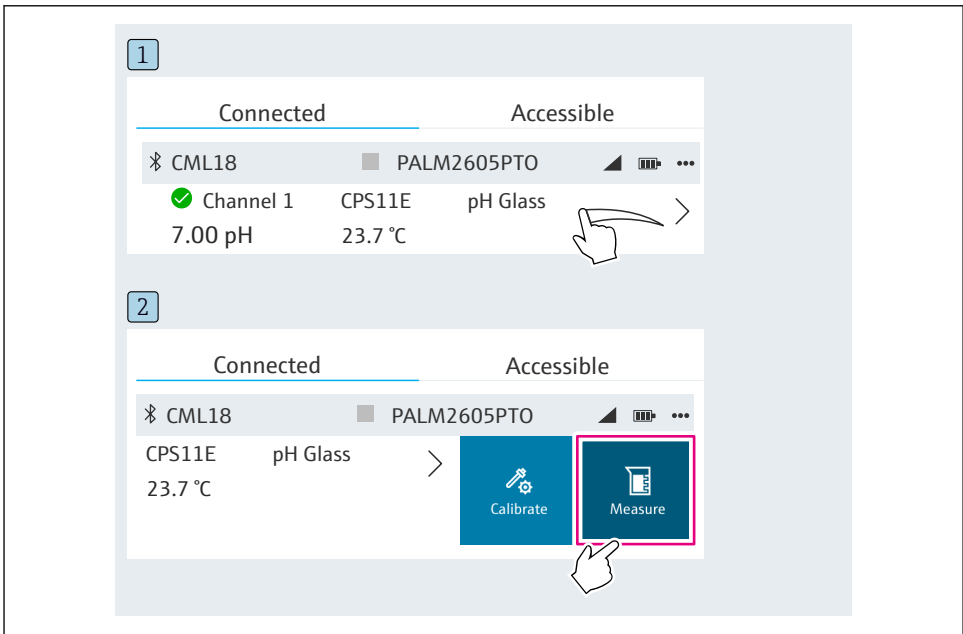 1
Connected Accessible
CML18 PALM2605PTO
Channel 1 CPS11E pH Glass
7.00 pH 23.7 °C
2
Connected Accessible
CML18 PALM2605PTO
CPS11E pH Glass
23.7 °C
Calibrate Measure